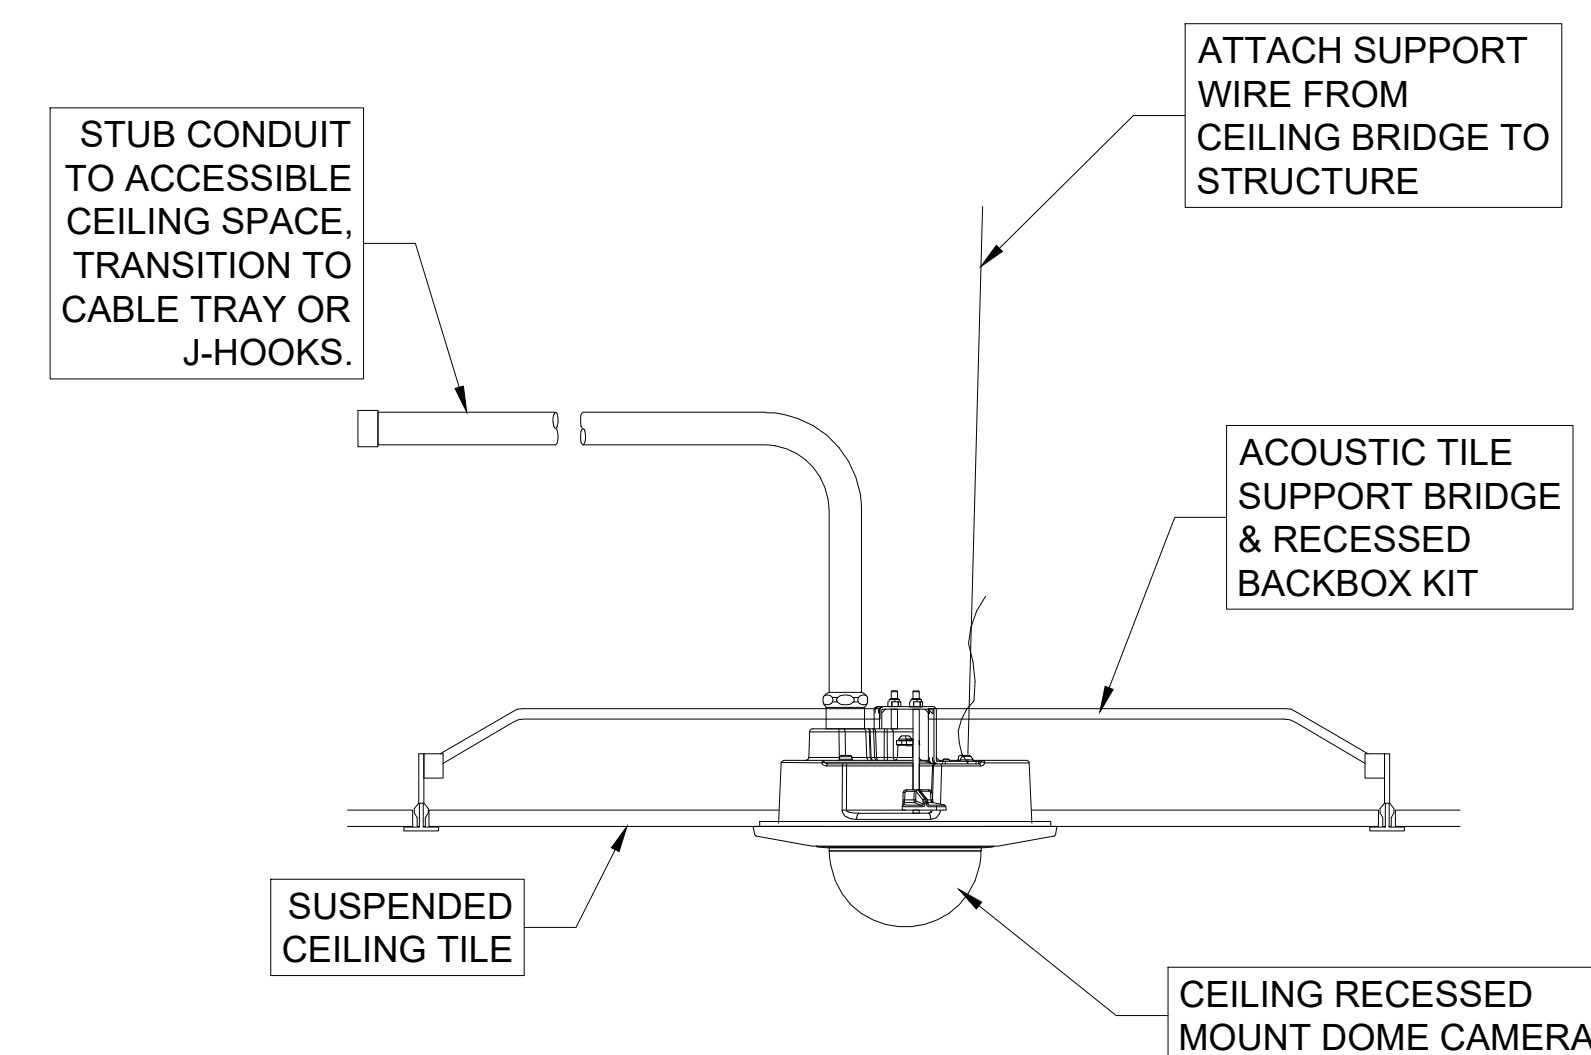 ATTACH SUPPORT
WIRE FROM
CEILING BRIDGE TO
STRUCTURE
STUB CONDUIT
TO ACCESSIBLE
CEILING SPACE,
TRANSITION TO
CABLE TRAY OR
J-HOOKS.
ACOUSTIC TILE
SUPPORT BRIDGE
& RECESSED
BACKBOX KIT
SUSPENDED
CEILING TILE
CEILING RECESSED
MOUNT DOME CAMERA